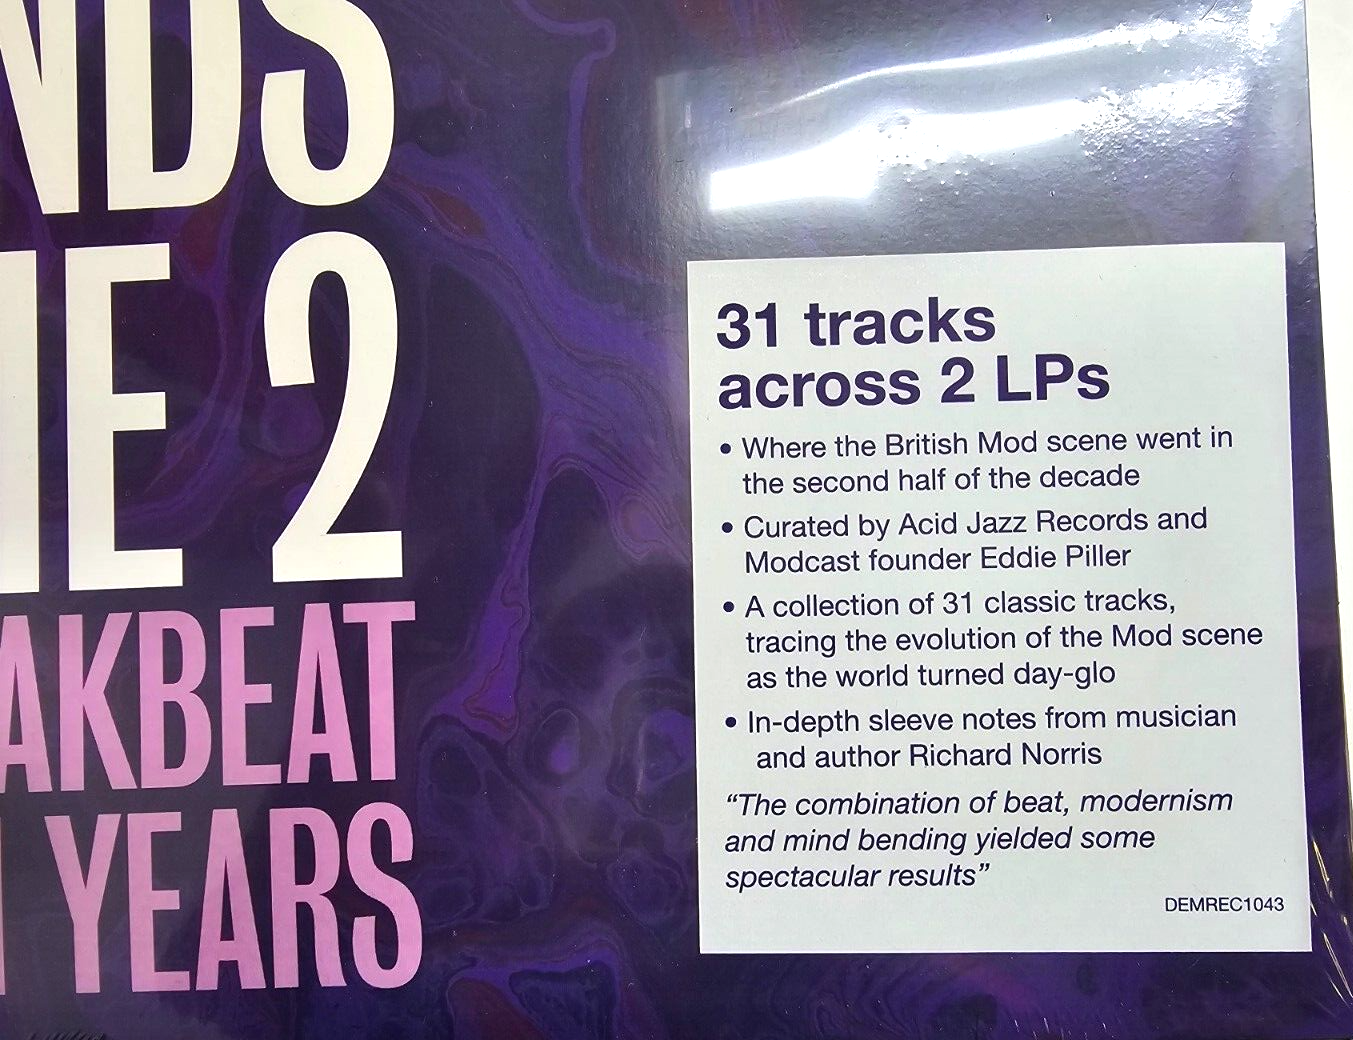 NDS
ME 2
AKBEAT
YEARS
31 tracks
across 2 LPs
• Where the British Mod scene went in
the second half of the decade
• Curated by Acid Jazz Records and
Modcast founder Eddie Piller
• A collection of 31 classic tracks,
tracing the evolution of the Mod scene
as the world turned day-glo
• In-depth sleeve notes from musician
and author Richard Norris
“The combination of beat, modernism
and mind bending yielded some
spectacular results”
DEMREC1043